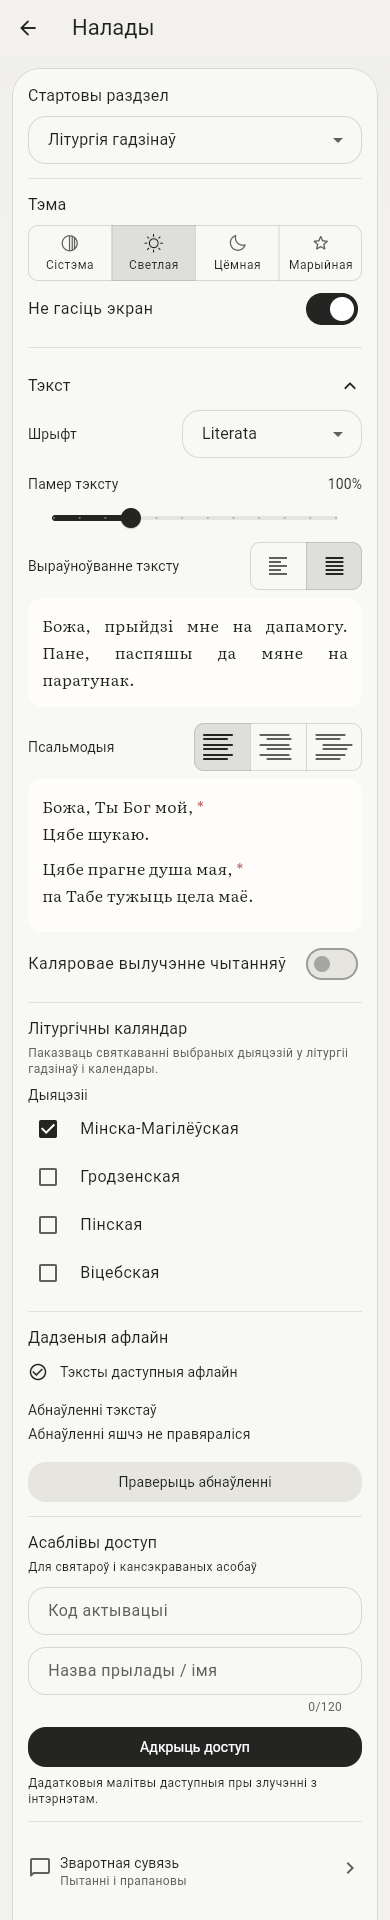 Налады
Стартовы раздзел
Літургія гадзінаў
Тэма
Сістэма
Светлая
Цёмная
Марыйная
Не гасіць экран
Тэкст
Шрыфт
Literata
Памер тэксту
100%
Выраўноўванне тэксту
Божа, прыйдзі мне на дапамогу.
Пане, паспяшы да мяне на
паратунак.
Псальмодыя
Божа, Ты Бог мой, *
Цябе шукаю.
Цябе прагне душа мая, *
па Табе тужыць цела маё.
Каляровае вылучэнне чытанняў
Літургічны каляндар
Паказваць святкаванні выбраных дыяцэзій у літургіі
гадзінаў і календары.
Дыяцэзіі
Мінска-Магілёўская
Гродзенская
Пінская
Віцебская
Дадзеныя афлайн
Тэксты даступныя афлайн
Абнаўленні тэкстаў
Абнаўленні яшчэ не правяраліся
Праверыць абнаўленні
Асаблівы доступ
Для святароў і кансэкраваных асобаў
Код актывацыі
Назва прылады / імя
0/120
Адкрыць доступ
Дадатковыя малітвы даступныя пры злучэнні з
інтэрнэтам.
Зваротная сувязь
Пытанні і прапановы